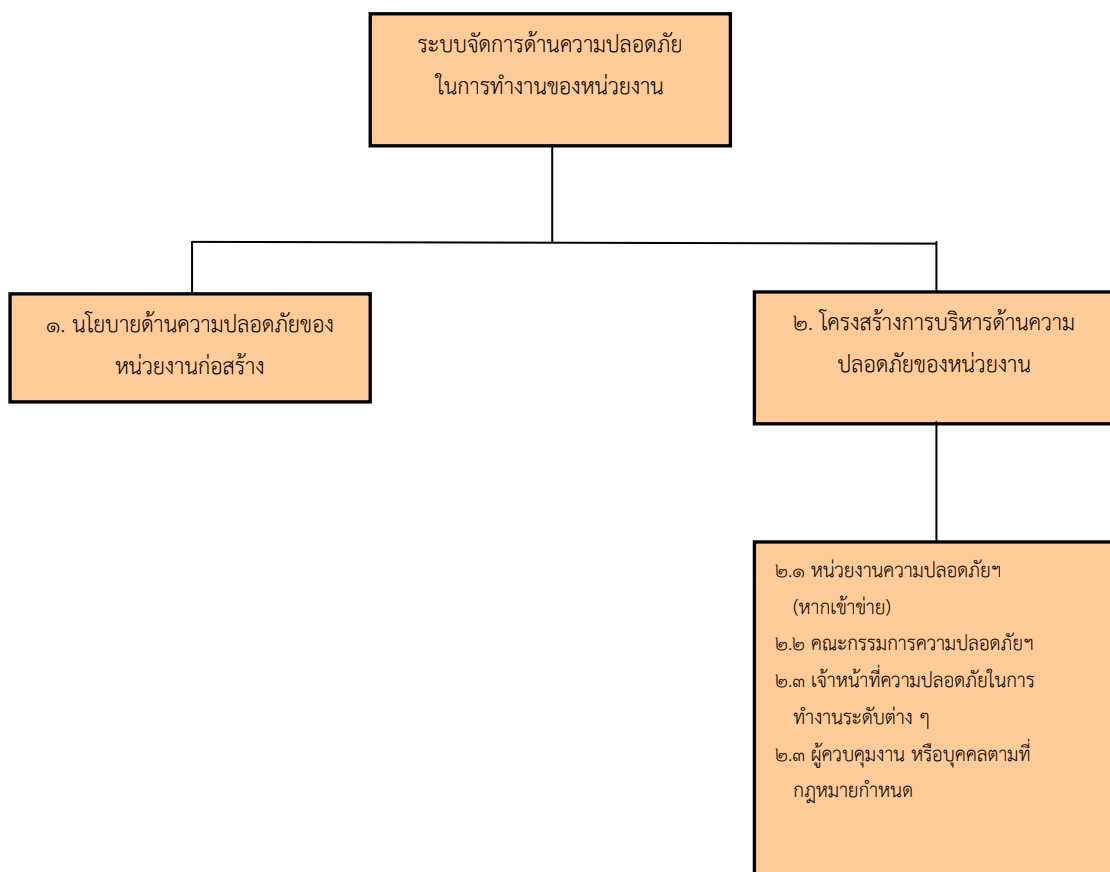 ระบบจัดการด้านความปลอดภัย
ในการทำงานของหน่วยงาน
๑. นโยบายด้านความปลอดภัยของ
หน่วยงานก่อสร้าง
๒. โครงสร้างการบริหารด้านความ
ปลอดภัยของหน่วยงาน
๒.๑ หน่วยงานความปลอดภัยฯ
(หากเข้าข่าย)
๒.๒ คณะกรรมการความปลอดภัยฯ
๒.๓ เจ้าหน้าที่ความปลอดภัยในการ
ทำงานระดับต่าง ๆ
๒.๓ ผู้ควบคุมงาน หรือบุคคลตามที่
กฎหมายกำหนด